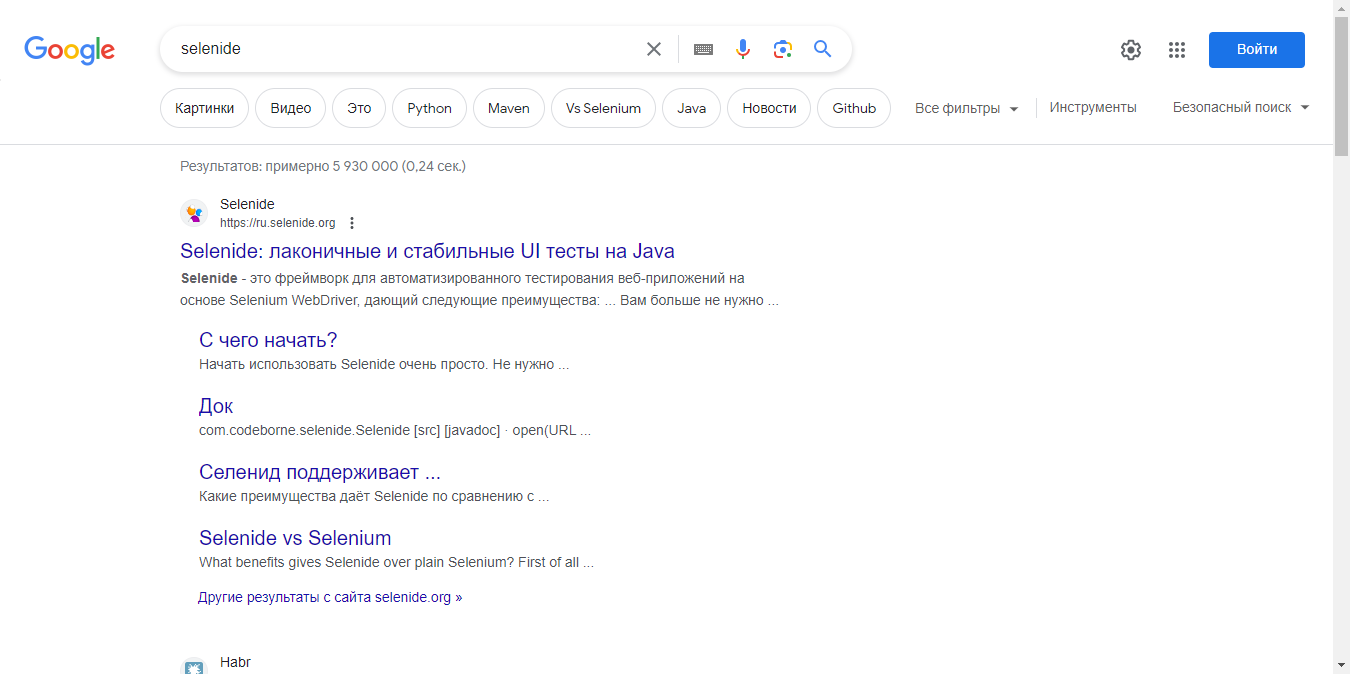 Google
selenide
Войти
Картинки Видео Это Python Maven Vs Selenium Java Новости Github Все фильтры Инструменты Безопасный поиск
Результатов: примерно 5 930 000 (0,24 сек.)
Selenide
https://ru.selenide.org
Selenide: лаконичные и стабильные UI тесты на Java
Selenide - это фреймворк для автоматизированного тестирования веб-приложений на
основе Selenium WebDriver, дающий следующие преимущества: ... Вам больше не нужно ...
С чего начать?
Начать использовать Selenide очень просто. Не нужно ...
Док
com.codeborne.selenide.Selenide [src] [javadoc] · open(URL ...
Селенид поддерживает ...
Какие преимущества даёт Selenide по сравнению с ...
Selenide vs Selenium
What benefits gives Selenide over plain Selenium? First of all ...
Другие результаты с сайта selenide.org »
Habr